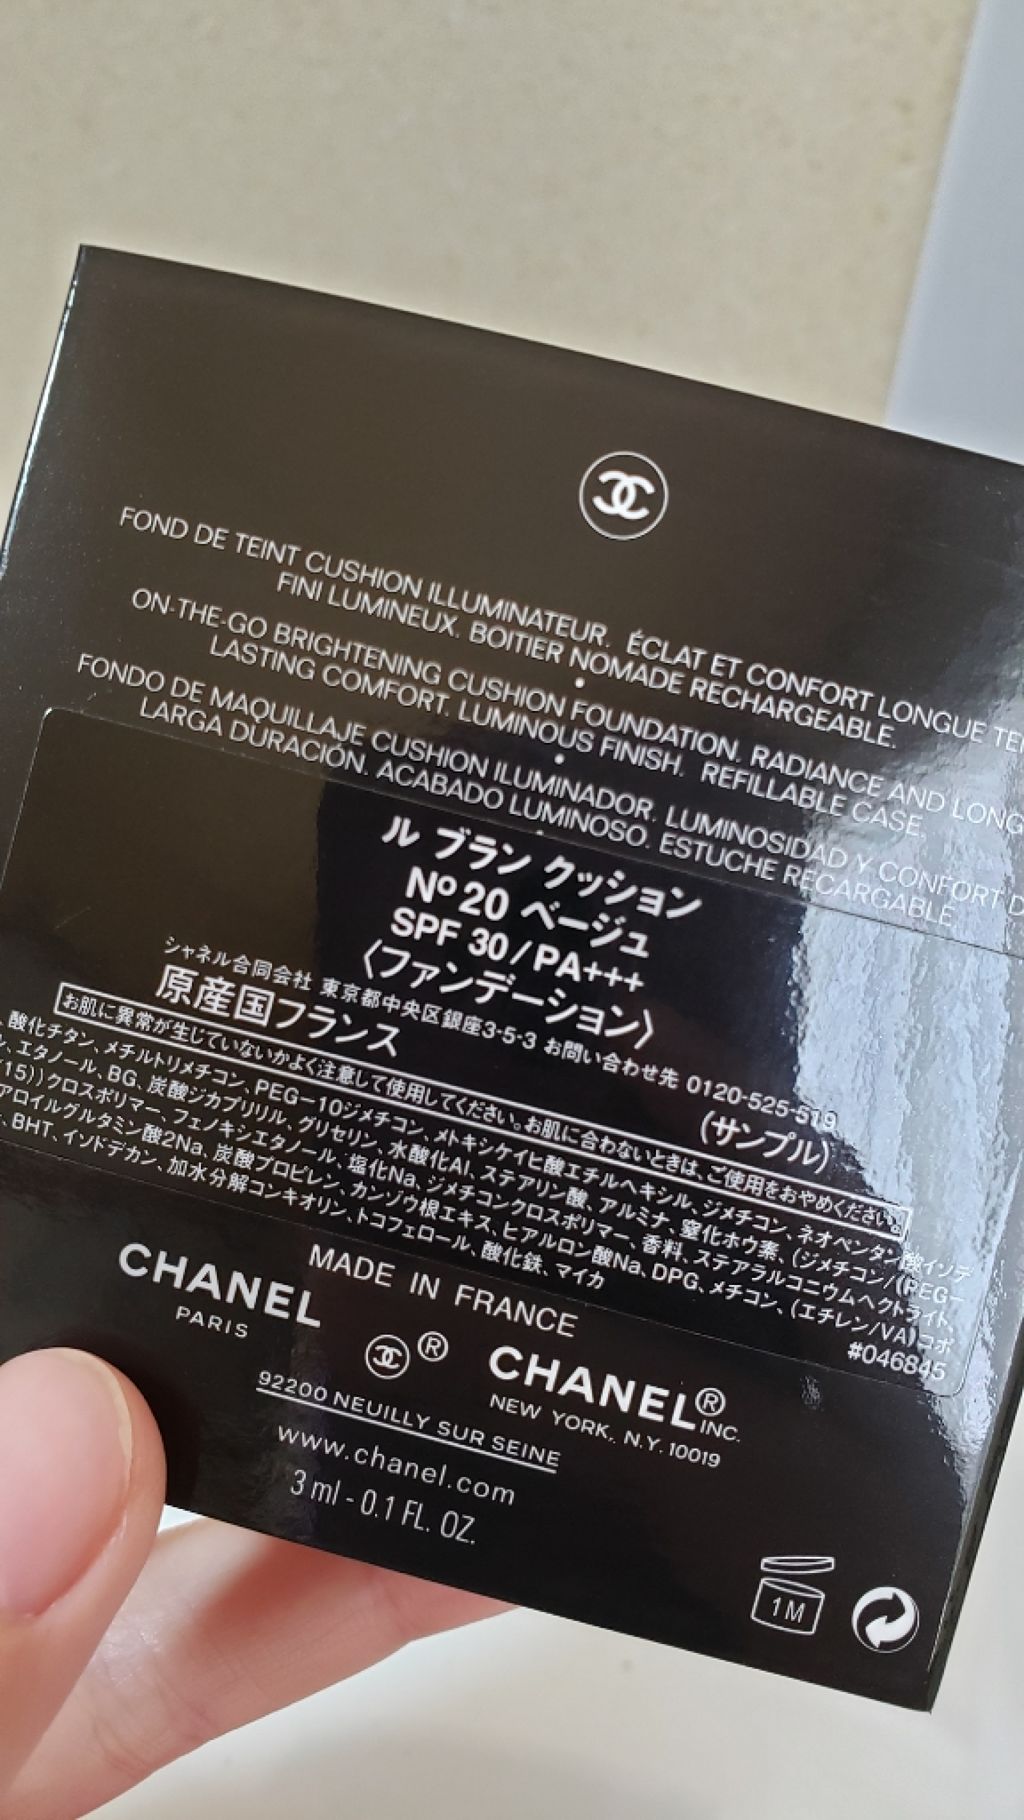 FOND DE TEINT CUSHION ILLUMINATEUR. ÉCLAT ET CONFORT LONGUE
FINI LUMINEUX. BOITIER NOMADE RECHARGEABLE.
ON-THE-GO BRIGHTENING CUSHION FOUNDATION. RADIANCE AND
LASTING COMFORT. LUMINOUS FINISH. REFILLABLE CASE.
FONDO DE MAQUILLAJE CUSHION ILUMINADOR. LUMINOSIDAD Y CONFORT
LARGA DURACIÓN. ACABADO LUMINOSO. ESTUCHE RECARGABLE.
ル ブラン クッション
Nº 20 ベージュ
SPF 30/PA+++
〈ファンデーション〉
シャネル合同会社 東京都中央区銀座3-5-3 お問い合わせ先 0120-525-519
原産国フランス
(サンプル)
お肌に異常が生じていないかよく注意して使用してください。お肌に合わないときは、ご使用をおやめください。
、酸化チタン、メチルトリメチコン、PEG-10ジメチコン、メトキシケイヒ酸エチルヘキシル、ジメチコン、ネオペンタン酸イソデ
、エタノール、BG、炭酸ジカプリリル、グリセリン、水酸化Al、ステアリン酸、アルミナ、窒化ホウ素、(ジメチコン/(PEG-
15))クロスポリマー、フェノキシエタノール、塩化Na、ジメチコンクロスポリマー、香料、ステアラルコニウムヘクトライト、
アロイルグルタミン酸2Na、炭酸プロピレン、カンゾウ根エキス、ヒアルロン酸Na、DPG、メチコン、(エチレン/VA)コポ
、BHT、イソドデカン、加水分解コンキオリン、トコフェロール、酸化鉄、マイカ
#046845
MADE IN FRANCE
CHANEL
PARIS
®
CHANEL® INC.
NEW YORK, N.Y. 10019
92200 NEUILLY SUR SEINE
www.chanel.com
3 ml - 0.1 FL. OZ.
1M